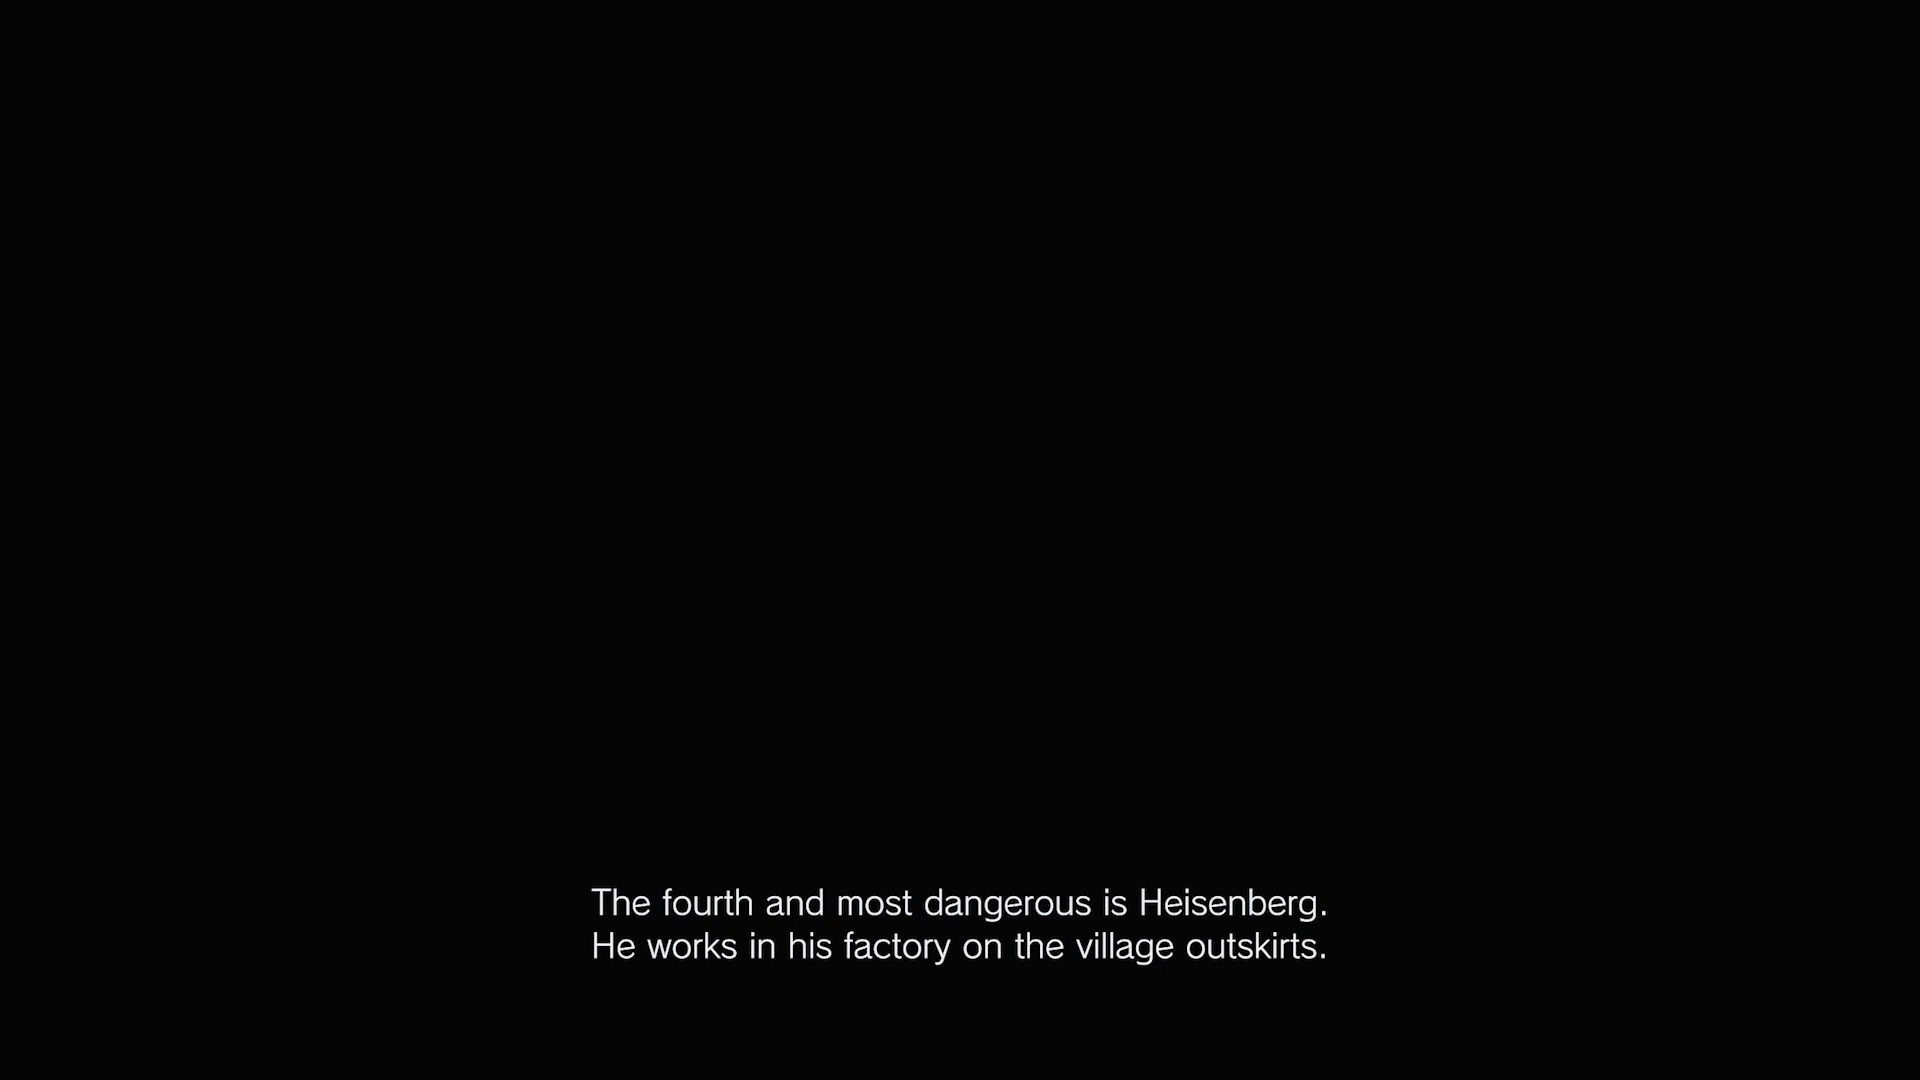 The fourth and most dangerous is Heisenberg.
He works in his factory on the village outskirts.